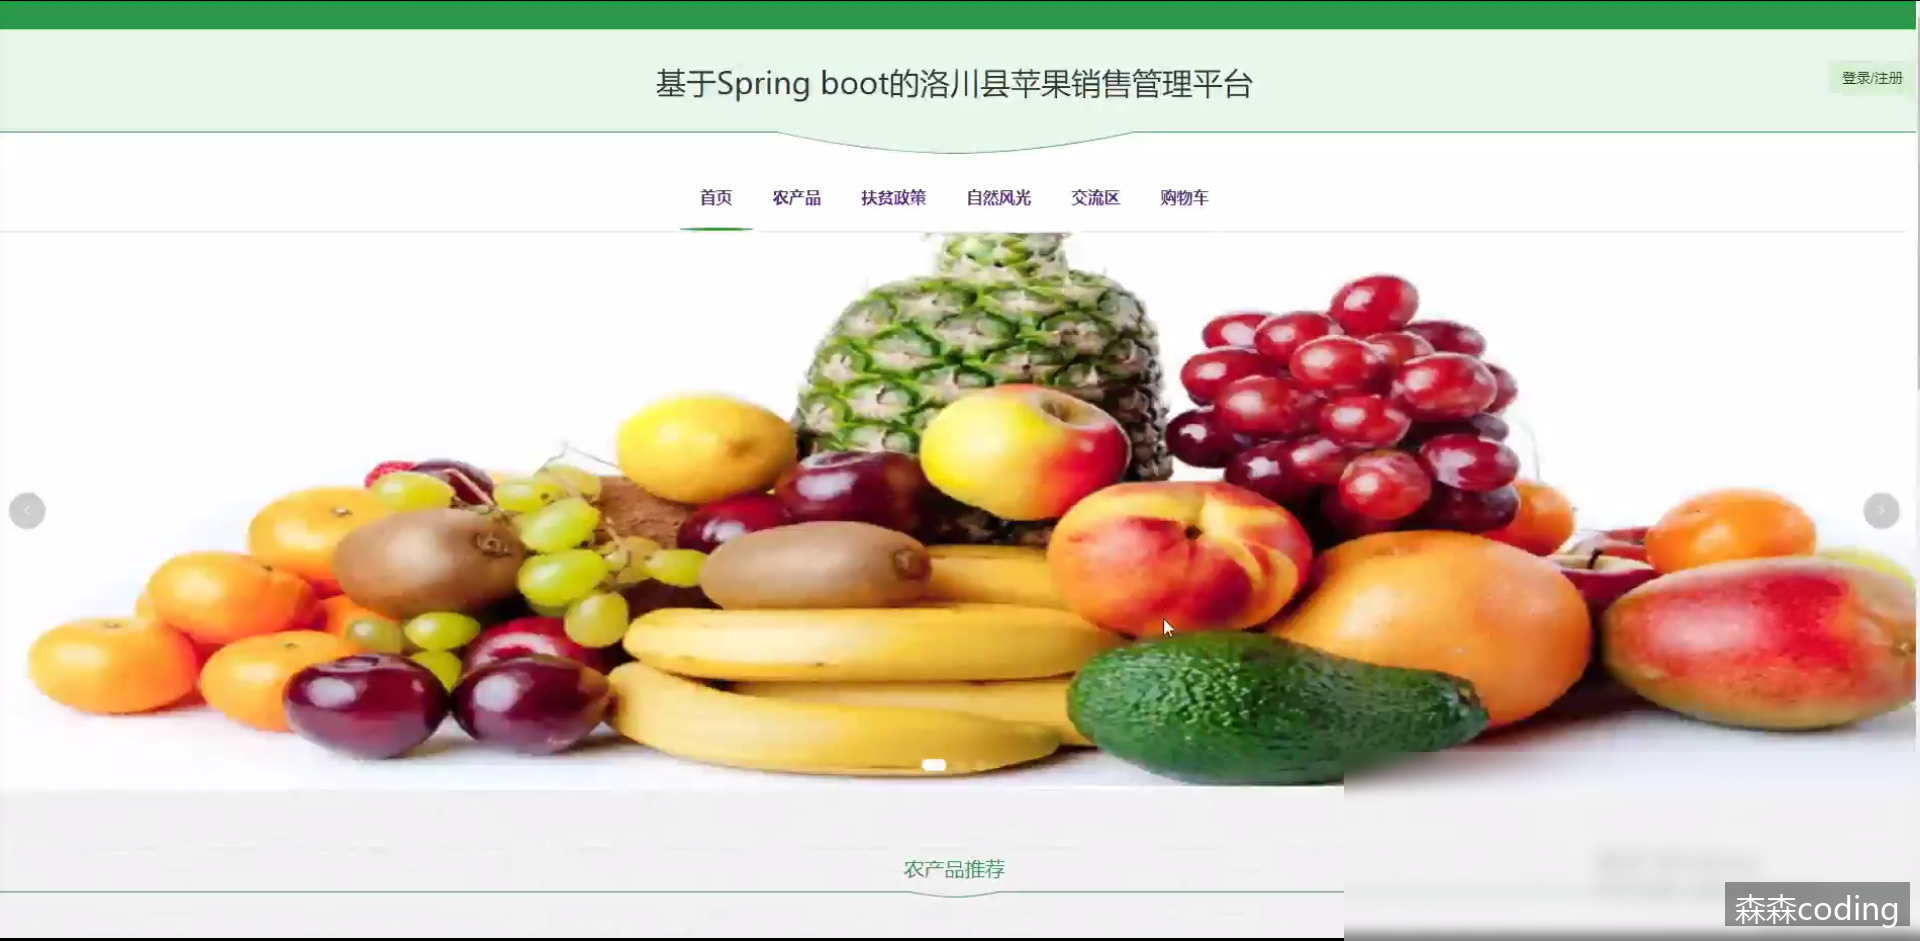 基于Spring boot的洛川县苹果销售管理平台
登录/注册
首页 农产品 扶贫政策 自然风光 交流区 购物车
农产品推荐
森森coding